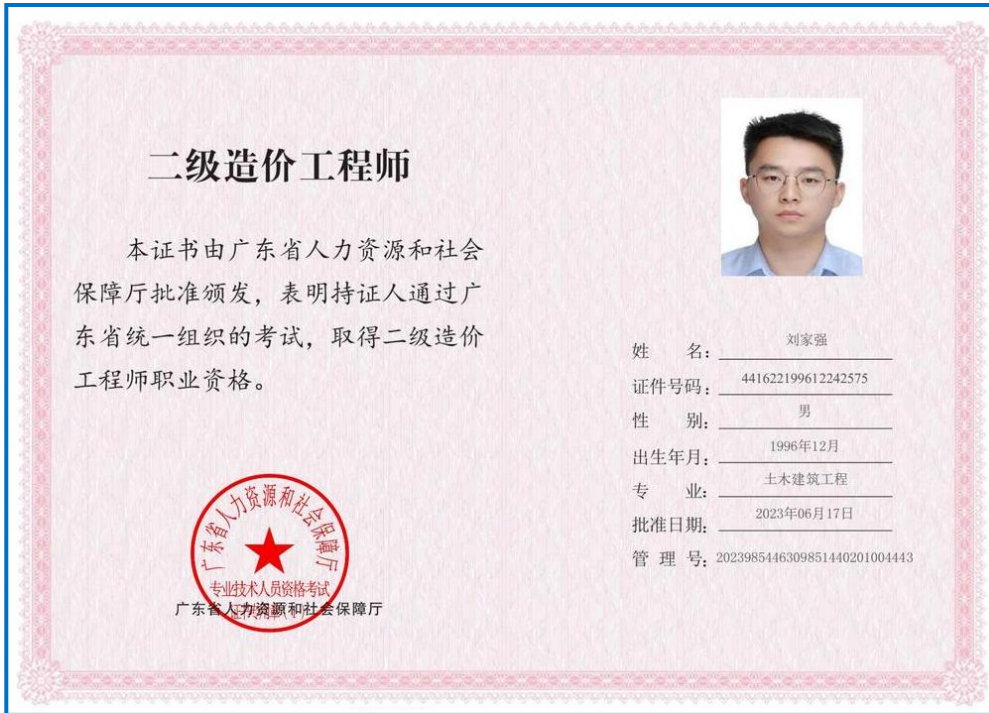 二级造价工程师
本证书由广东省人力资源和社会
保障厅批准颁发，表明持证人通过广
东省统一组织的考试，取得二级造价
工程师职业资格。
广东省人力资源和社会保障厅
专业技术人员资格考试
广东省人力资源和社会保障厅
姓 名： 刘家强
证件号码： 441622199612242575
性 别： 男
出生年月： 1996年12月
专 业： 土木建筑工程
批准日期： 2023年06月17日
管 理 号： 2023985446309851440201004443